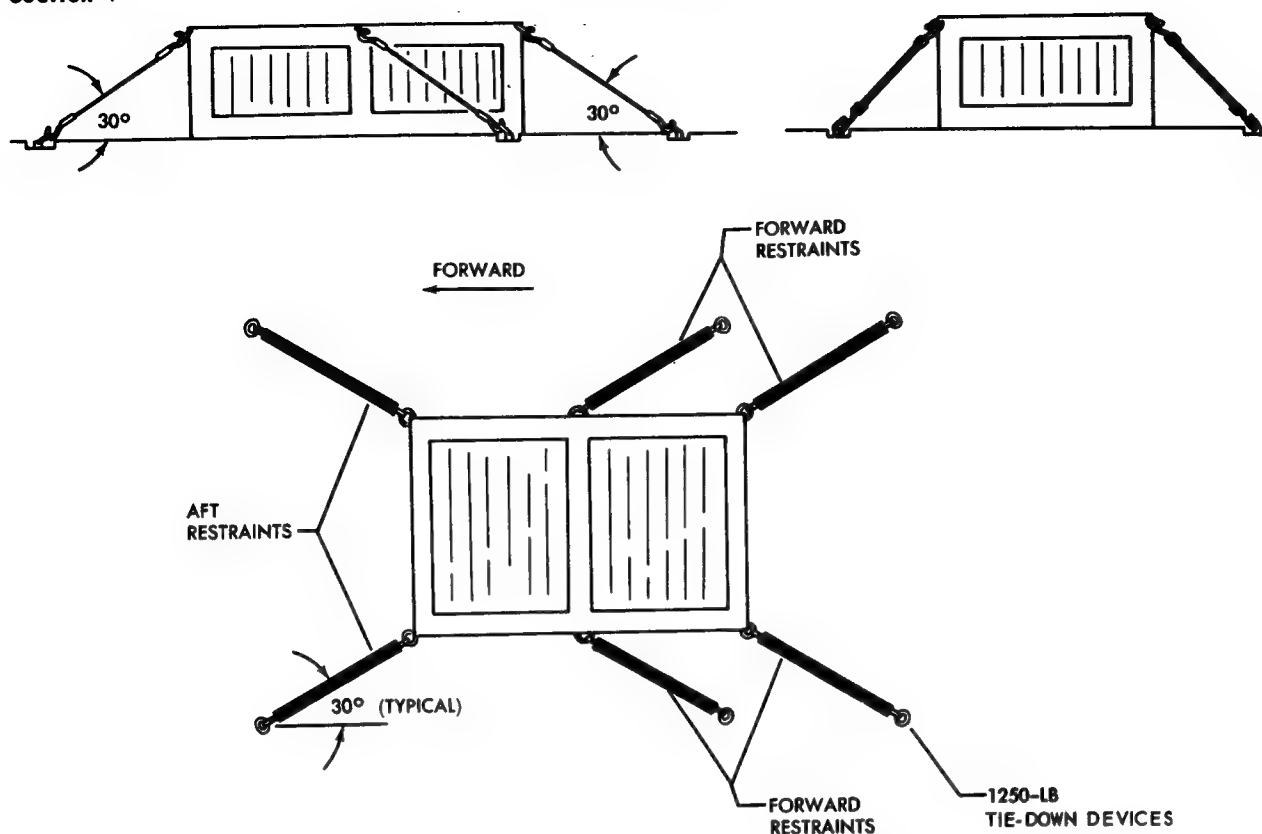 30°
30°
FORWARD
RESTRAINTS
FORWARD
AFT
RESTRAINTS
30° (TYPICAL)
FORWARD
RESTRAINTS
1250-LB
TIE-DOWN DEVICES